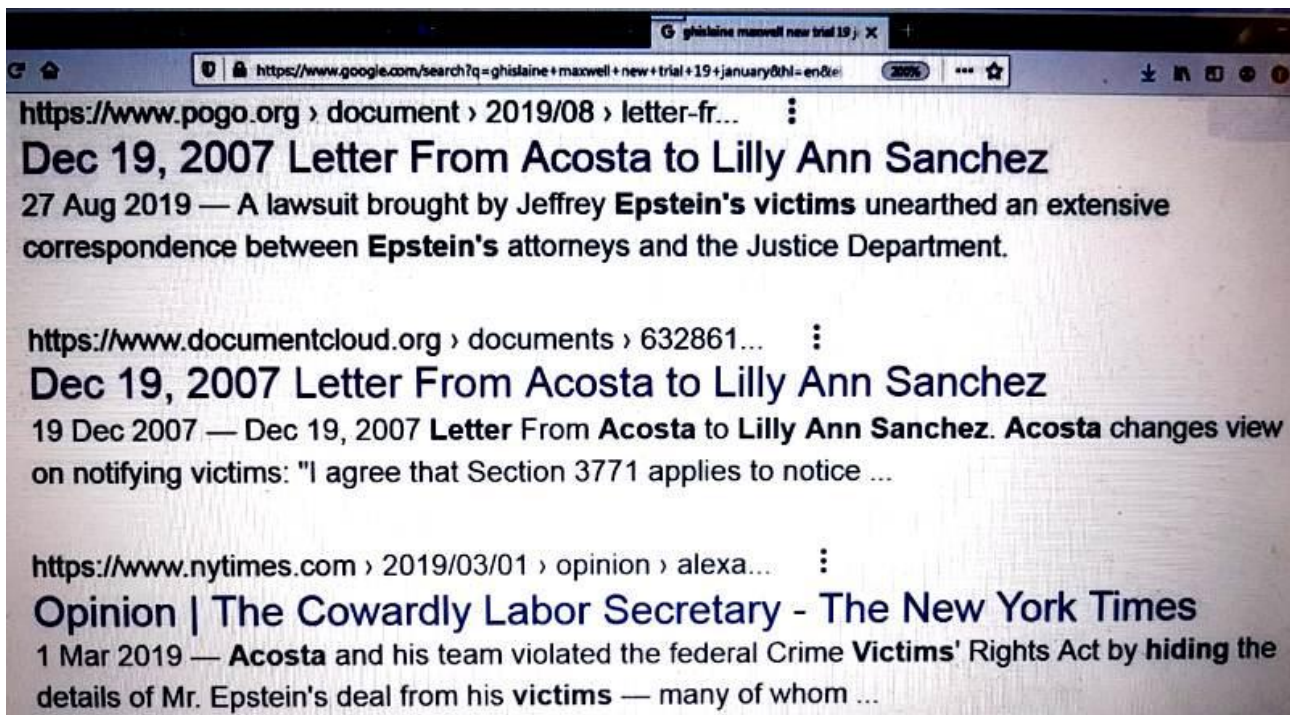 G ghislaine maxwell new trial 19 j
https://www.google.com/search?q=ghislaine+maxwell+new+trial+19+january&hl=en&ei
200%
https://www.pogo.org › document › 2019/08 › letter-fr...
Dec 19, 2007 Letter From Acosta to Lilly Ann Sanchez
27 Aug 2019 — A lawsuit brought by Jeffrey Epstein's victims unearthed an extensive
correspondence between Epstein's attorneys and the Justice Department.
https://www.documentcloud.org › documents › 632861...
Dec 19, 2007 Letter From Acosta to Lilly Ann Sanchez
19 Dec 2007 — Dec 19, 2007 Letter From Acosta to Lilly Ann Sanchez. Acosta changes view
on notifying victims: "I agree that Section 3771 applies to notice ...
https://www.nytimes.com › 2019/03/01 › opinion › alexa...
Opinion | The Cowardly Labor Secretary - The New York Times
1 Mar 2019 — Acosta and his team violated the federal Crime Victims' Rights Act by hiding the
details of Mr. Epstein's deal from his victims — many of whom ...